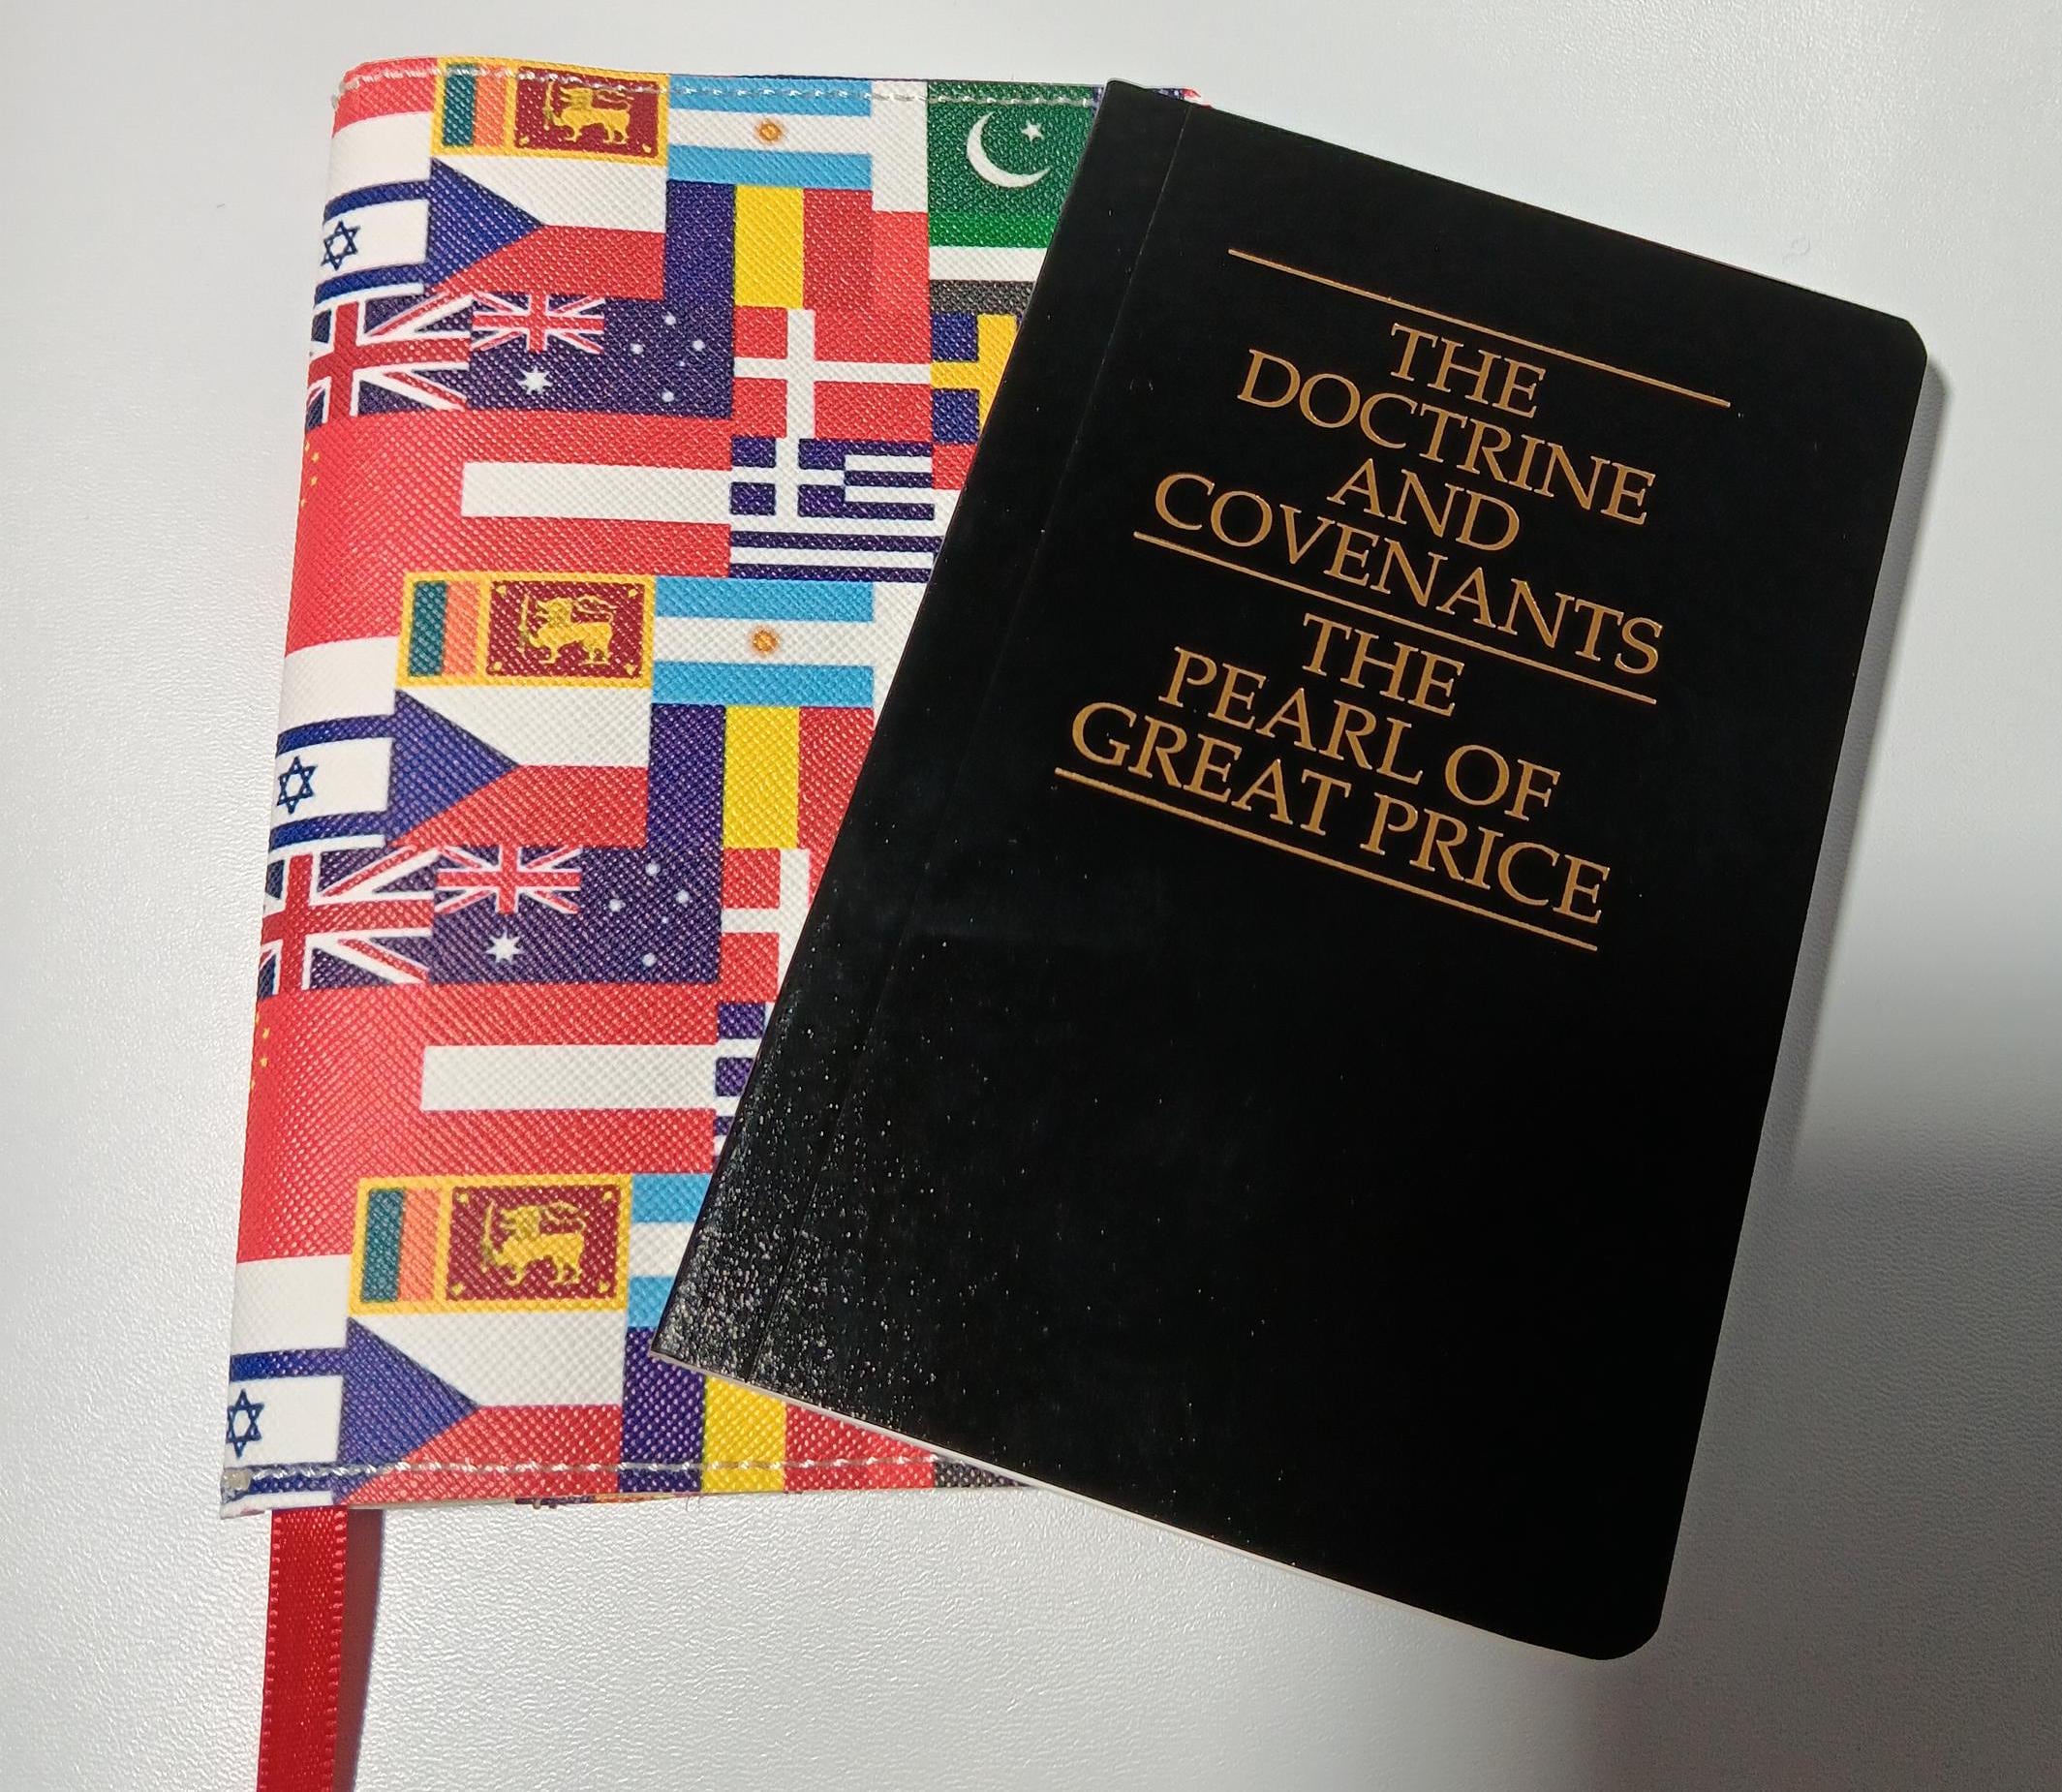 THE
DOCTRINE
AND
COVENANTS
THE
PEARL OF
GREAT PRICE